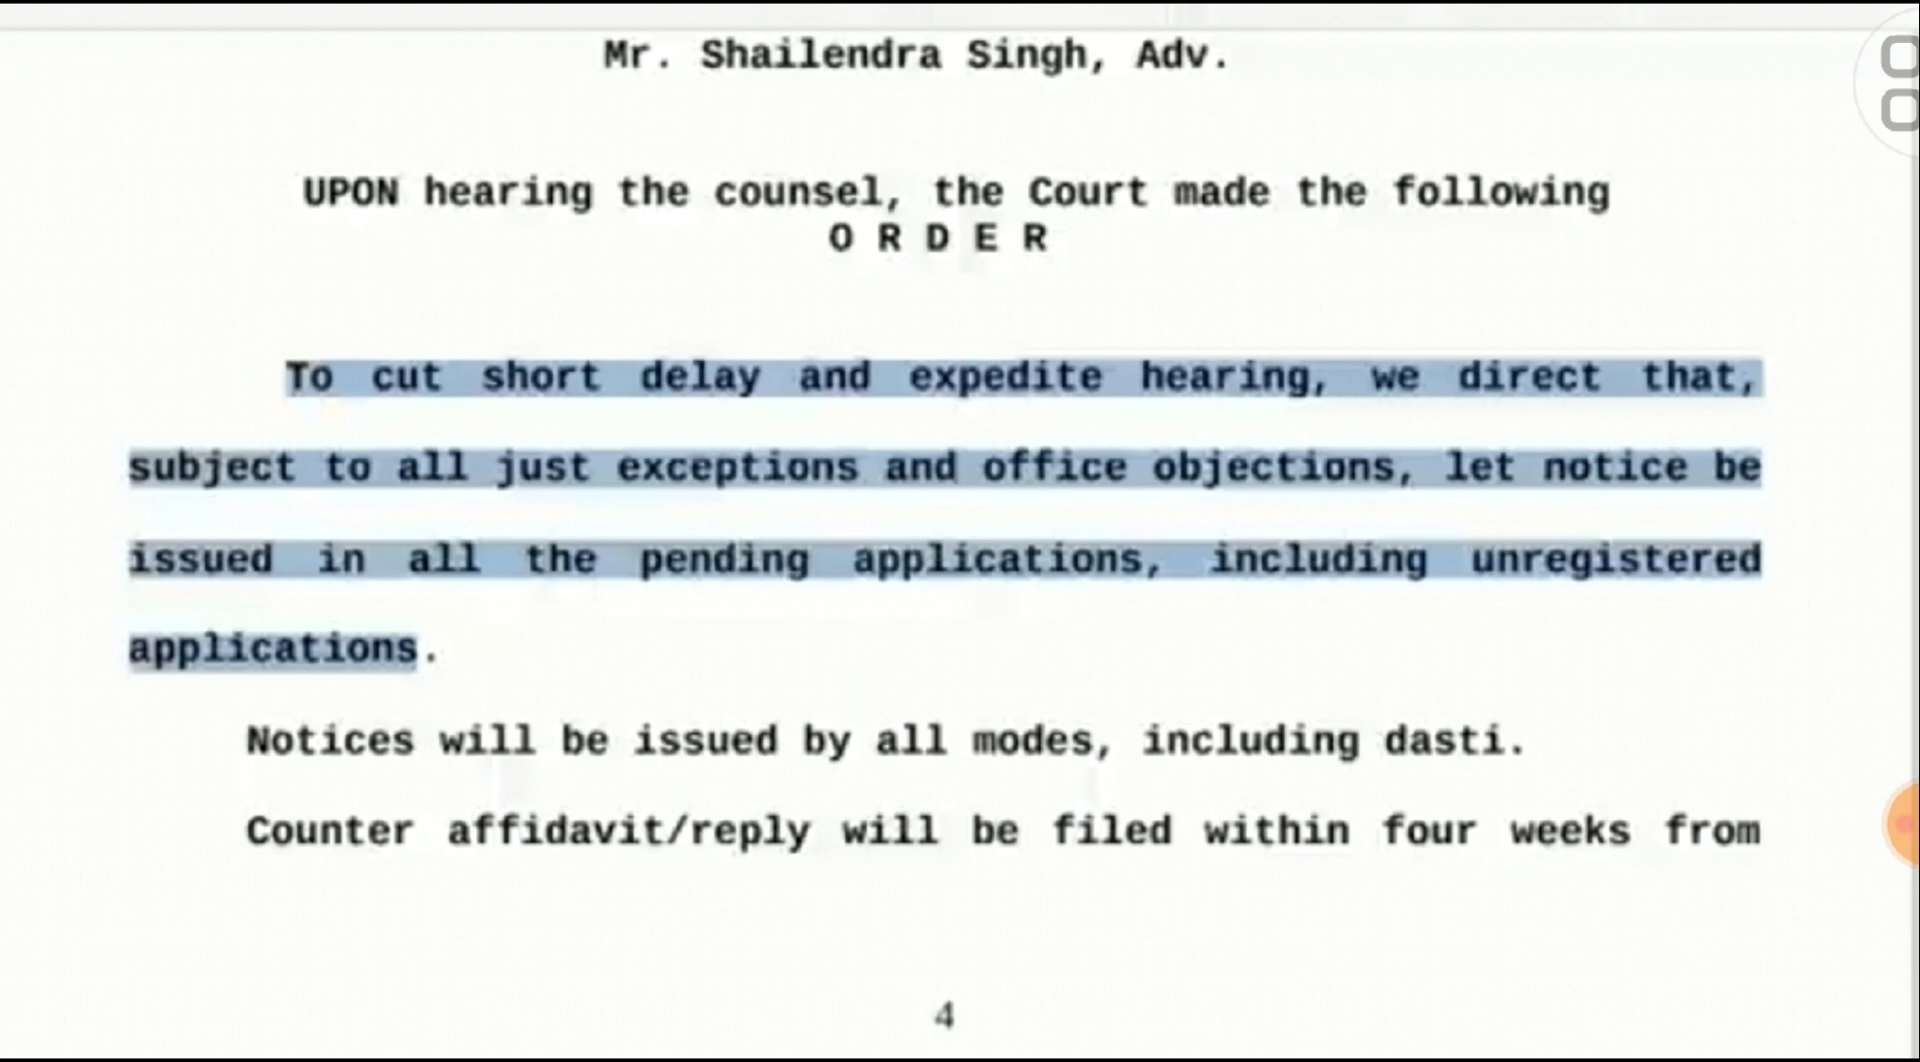 Mr. Shailendra Singh, Adv.
UPON hearing the counsel, the Court made the following
O R D E R
To cut short delay and expedite hearing, we direct that,
subject to all just exceptions and office objections, let notice be
issued in all the pending applications, including unregistered
applications.
Notices will be issued by all modes, including dasti.
Counter affidavit/reply will be filed within four weeks from
4